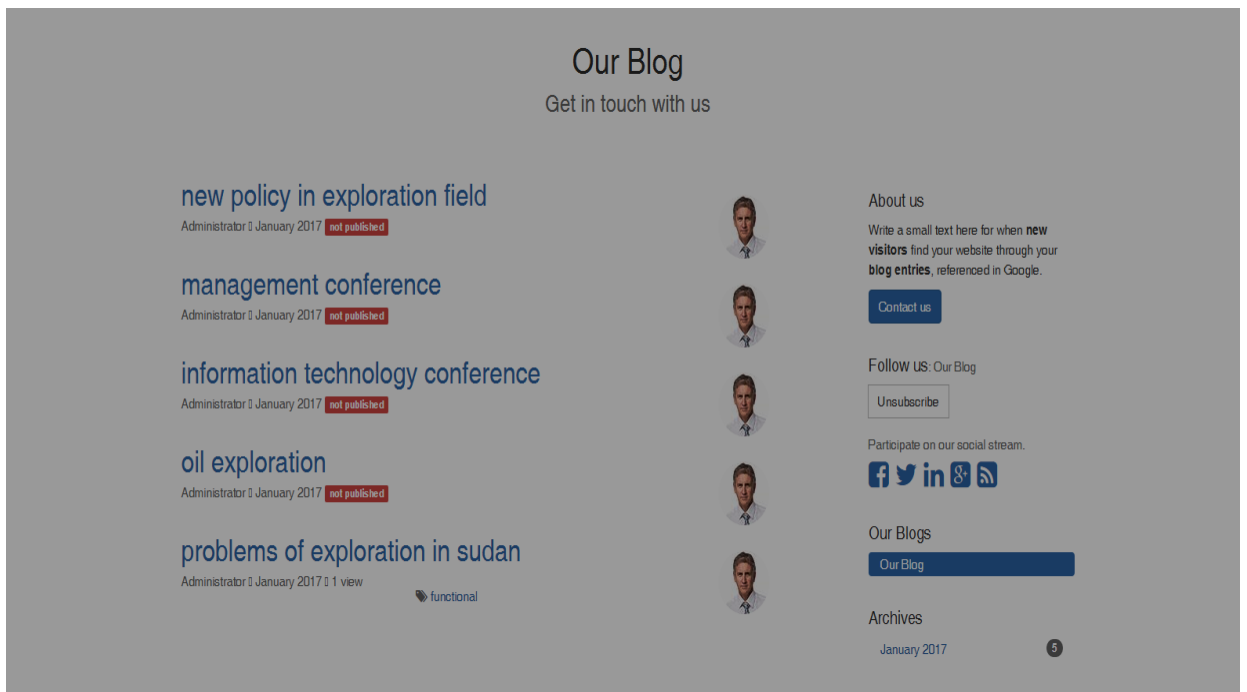 Our Blog
Get in touch with us
new policy in exploration field
Administrator ▯ January 2017 not published
management conference
Administrator ▯ January 2017 not published
information technology conference
Administrator ▯ January 2017 not published
oil exploration
Administrator ▯ January 2017 not published
problems of exploration in sudan
Administrator ▯ January 2017 ▯ 1 view
functional
About us
Write a small text here for when new
visitors find your website through your
blog entries, referenced in Google.
Contact us
Follow us: Our Blog
Unsubscribe
Participate on our social stream.
Our Blogs
Our Blog
Archives
January 2017 5